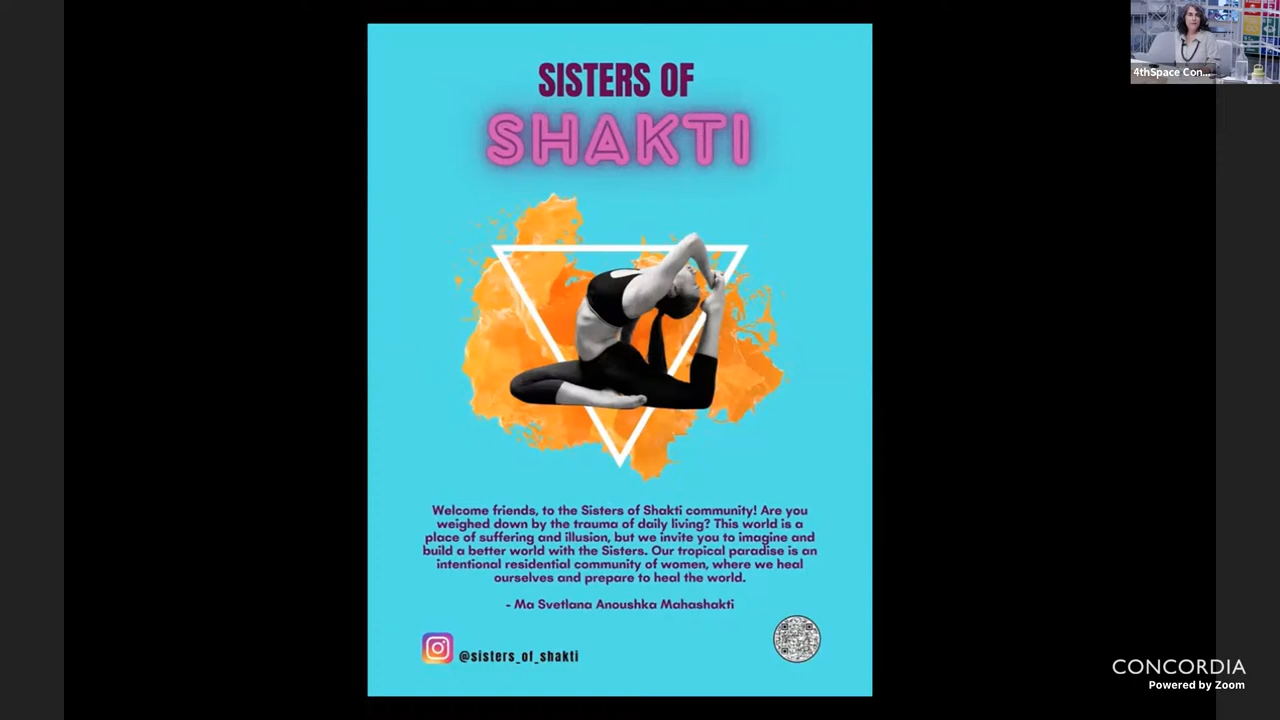 4thSpace Con...
SISTERS OF
SHAKTI
Welcome friends, to the Sisters of Shakti community! Are you
weighed down by the trauma of daily living? This world is a
place of suffering and illusion, but we invite you to imagine and
build a better world with the Sisters. Our tropical paradise is an
intentional residential community of women, where we heal
ourselves and prepare to heal the world.
- Ma Svetlana Anoushka Mahashakti
@sisters_of_shakti
CONCORDIA
Powered by Zoom